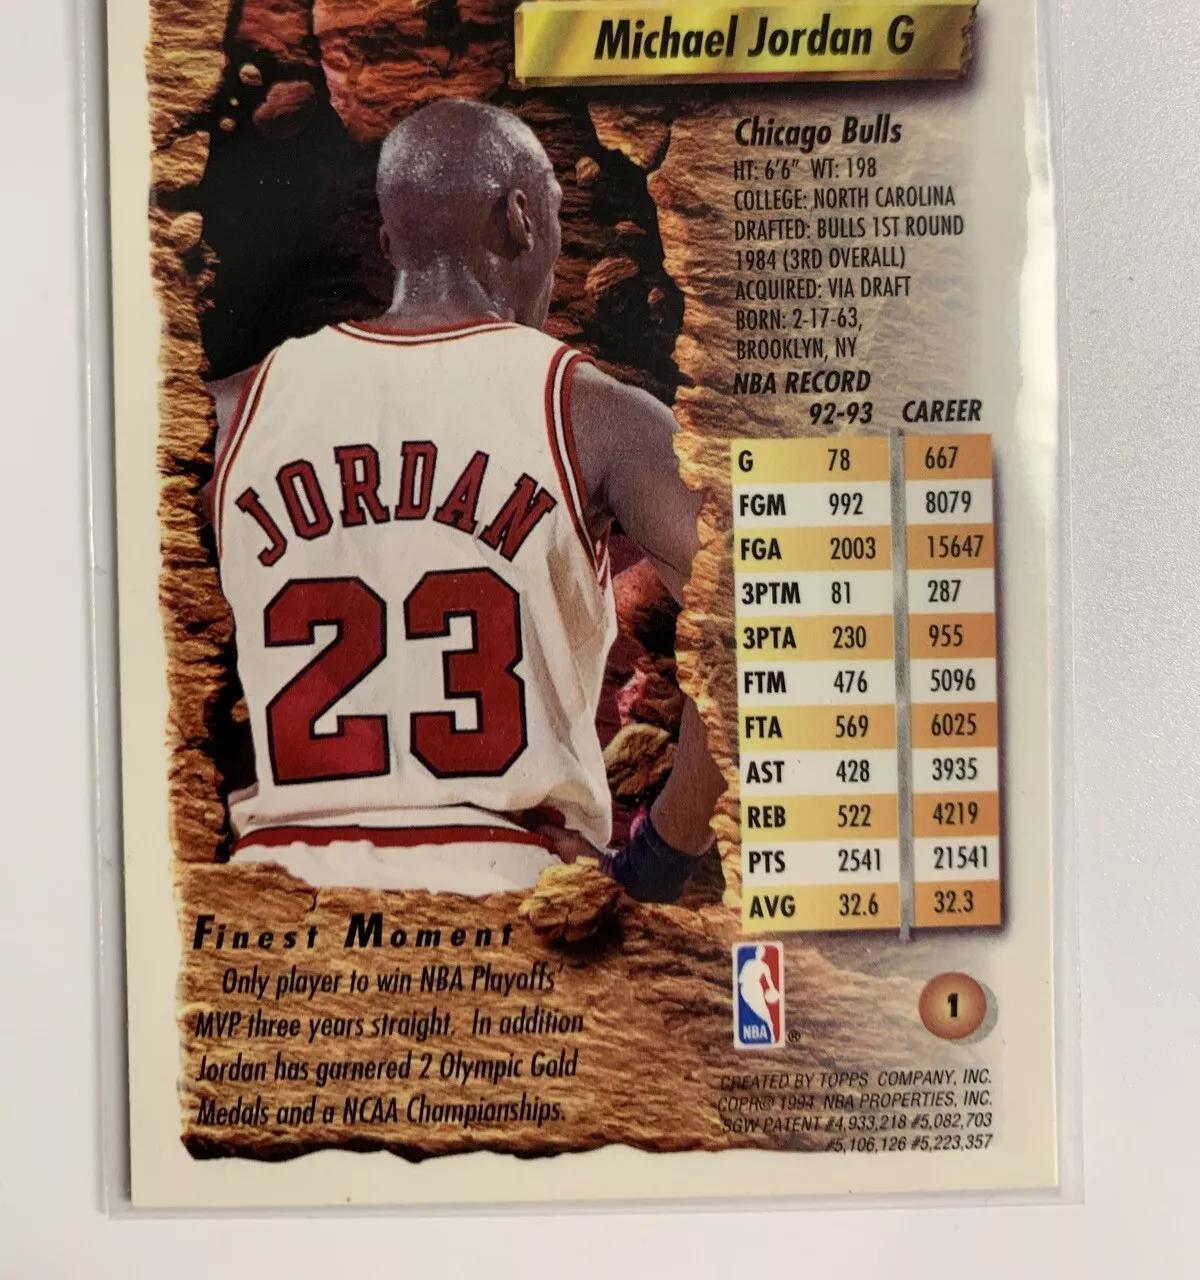 Michael Jordan G
Chicago Bulls
HT: 6'6" WT: 198
COLLEGE: NORTH CAROLINA
DRAFTED: BULLS 1ST ROUND
1984 (3RD OVERALL)
ACQUIRED: VIA DRAFT
BORN: 2-17-63,
BROOKLYN, NY
NBA RECORD
92-93 CAREER
G 78 667
FGM 992 8079
FGA 2003 15647
3PTM 81 287
3PTA 230 955
FTM 476 5096
FTA 569 6025
AST 428 3935
REB 522 4219
PTS 2541 21541
AVG 32.6 32.3
JORDAN
23
Finest Moment
Only player to win NBA Playoffs'
MVP three years straight. In addition
Jordan has garnered 2 Olympic Gold
Medals and a NCAA Championships.
NBA ®
1
CREATED BY TOPPS COMPANY, INC.
COPR© 1994 NBA PROPERTIES, INC.
SGW PATENT #4,933,218 #5,082,703
#5,106,126 #5,223,357